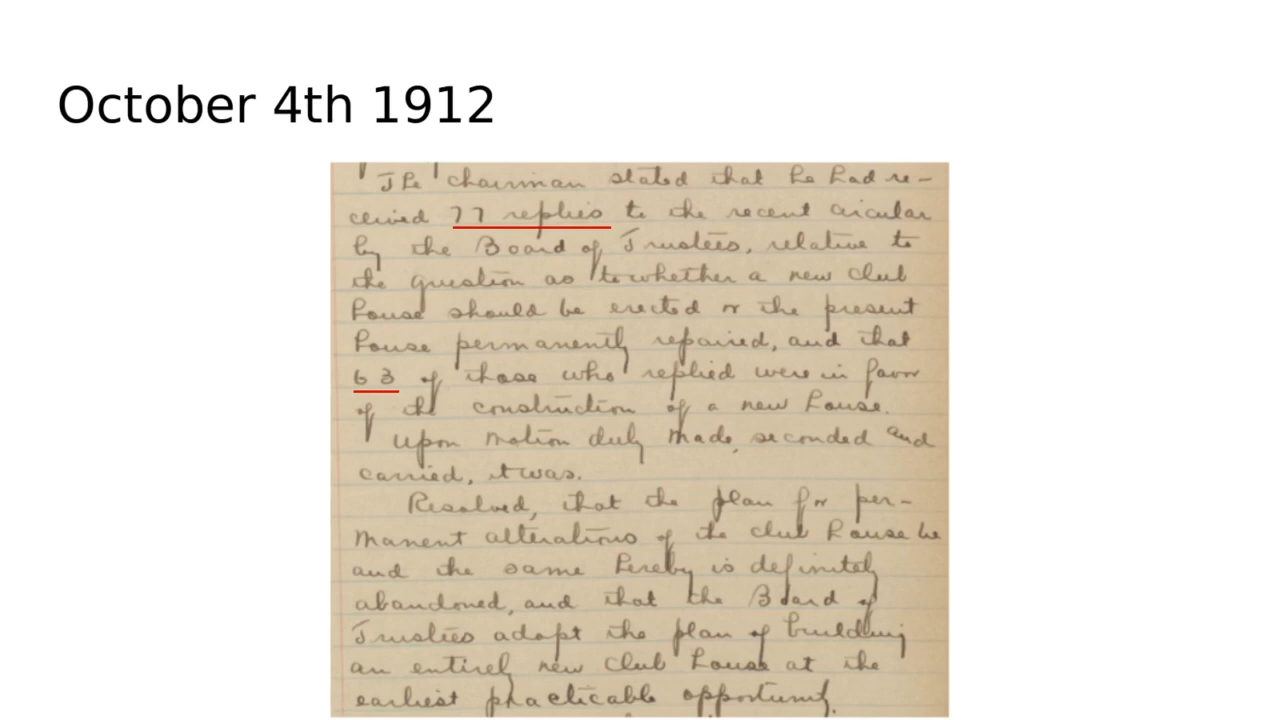 October 4th 1912
The chairman stated that he had re-
ceived 77 replies to the recent circular
by the Board of Trustees, relative to
the question as to whether a new club
house should be erected or the present
house permanently repaired, and that
63 of those who replied were in favor
of the construction of a new house.
Upon motion duly made, seconded and
carried, it was.
Resolved, that the plan for per-
manent alterations of the club house be
and the same hereby is definitely
abandoned, and that the Board of
Trustees adopt the plan of building
an entirely new club house at the
earliest practicable opportunity.